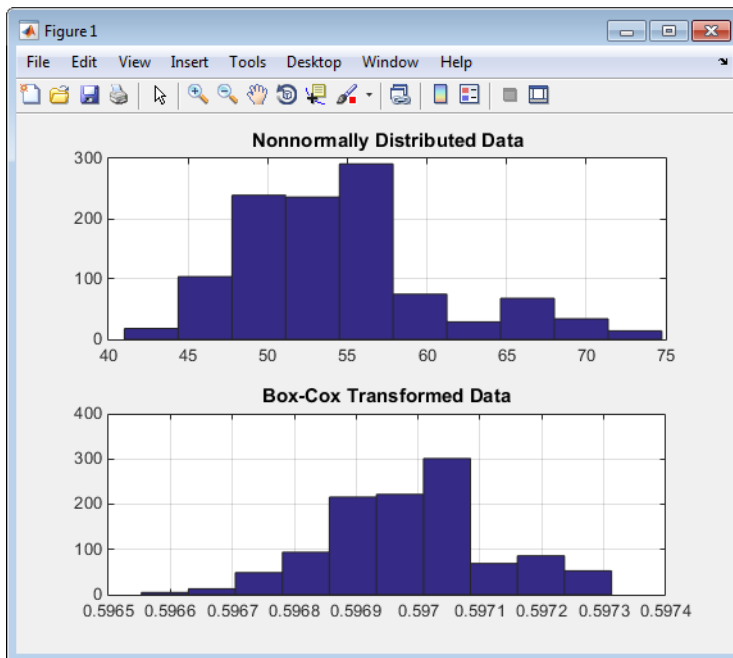 Figure 1
File Edit View Insert Tools Desktop Window Help
Nonnormally Distributed Data
300
200
100
0
40 45 50 55 60 65 70 75
Box-Cox Transformed Data
400
300
200
100
0
0.5965 0.5966 0.5967 0.5968 0.5969 0.597 0.5971 0.5972 0.5973 0.5974